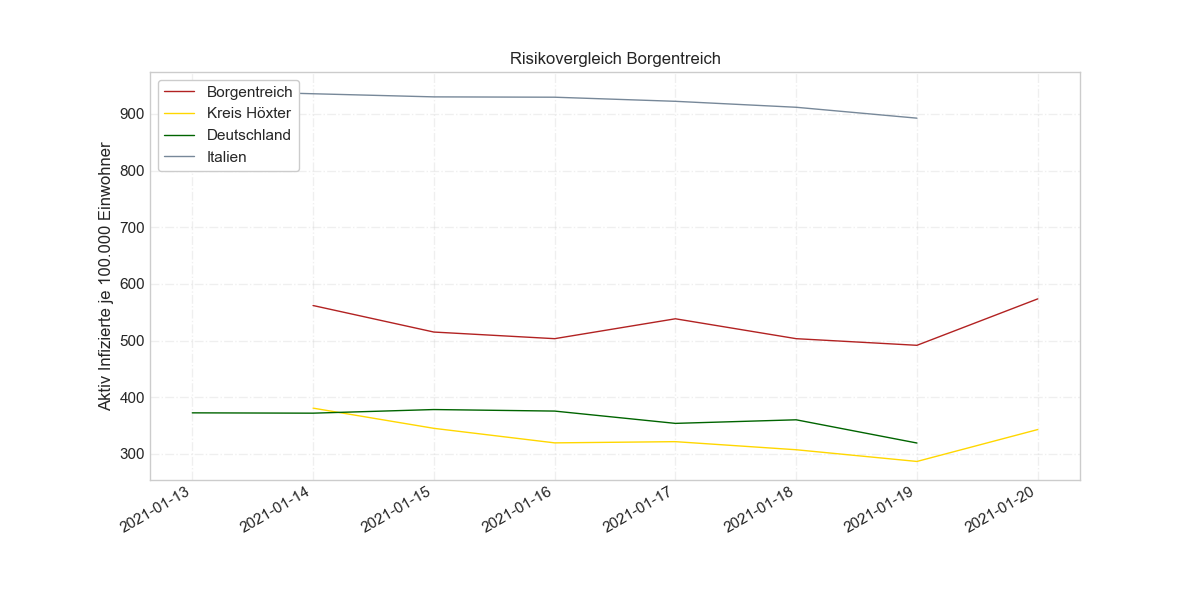 Risikovergleich Borgentreich
Borgentreich
Kreis Höxter
Deutschland
Italien
Aktiv Infizierte je 100.000 Einwohner
900
800
700
600
500
400
300
2021-01-13
2021-01-14
2021-01-15
2021-01-16
2021-01-17
2021-01-18
2021-01-19
2021-01-20